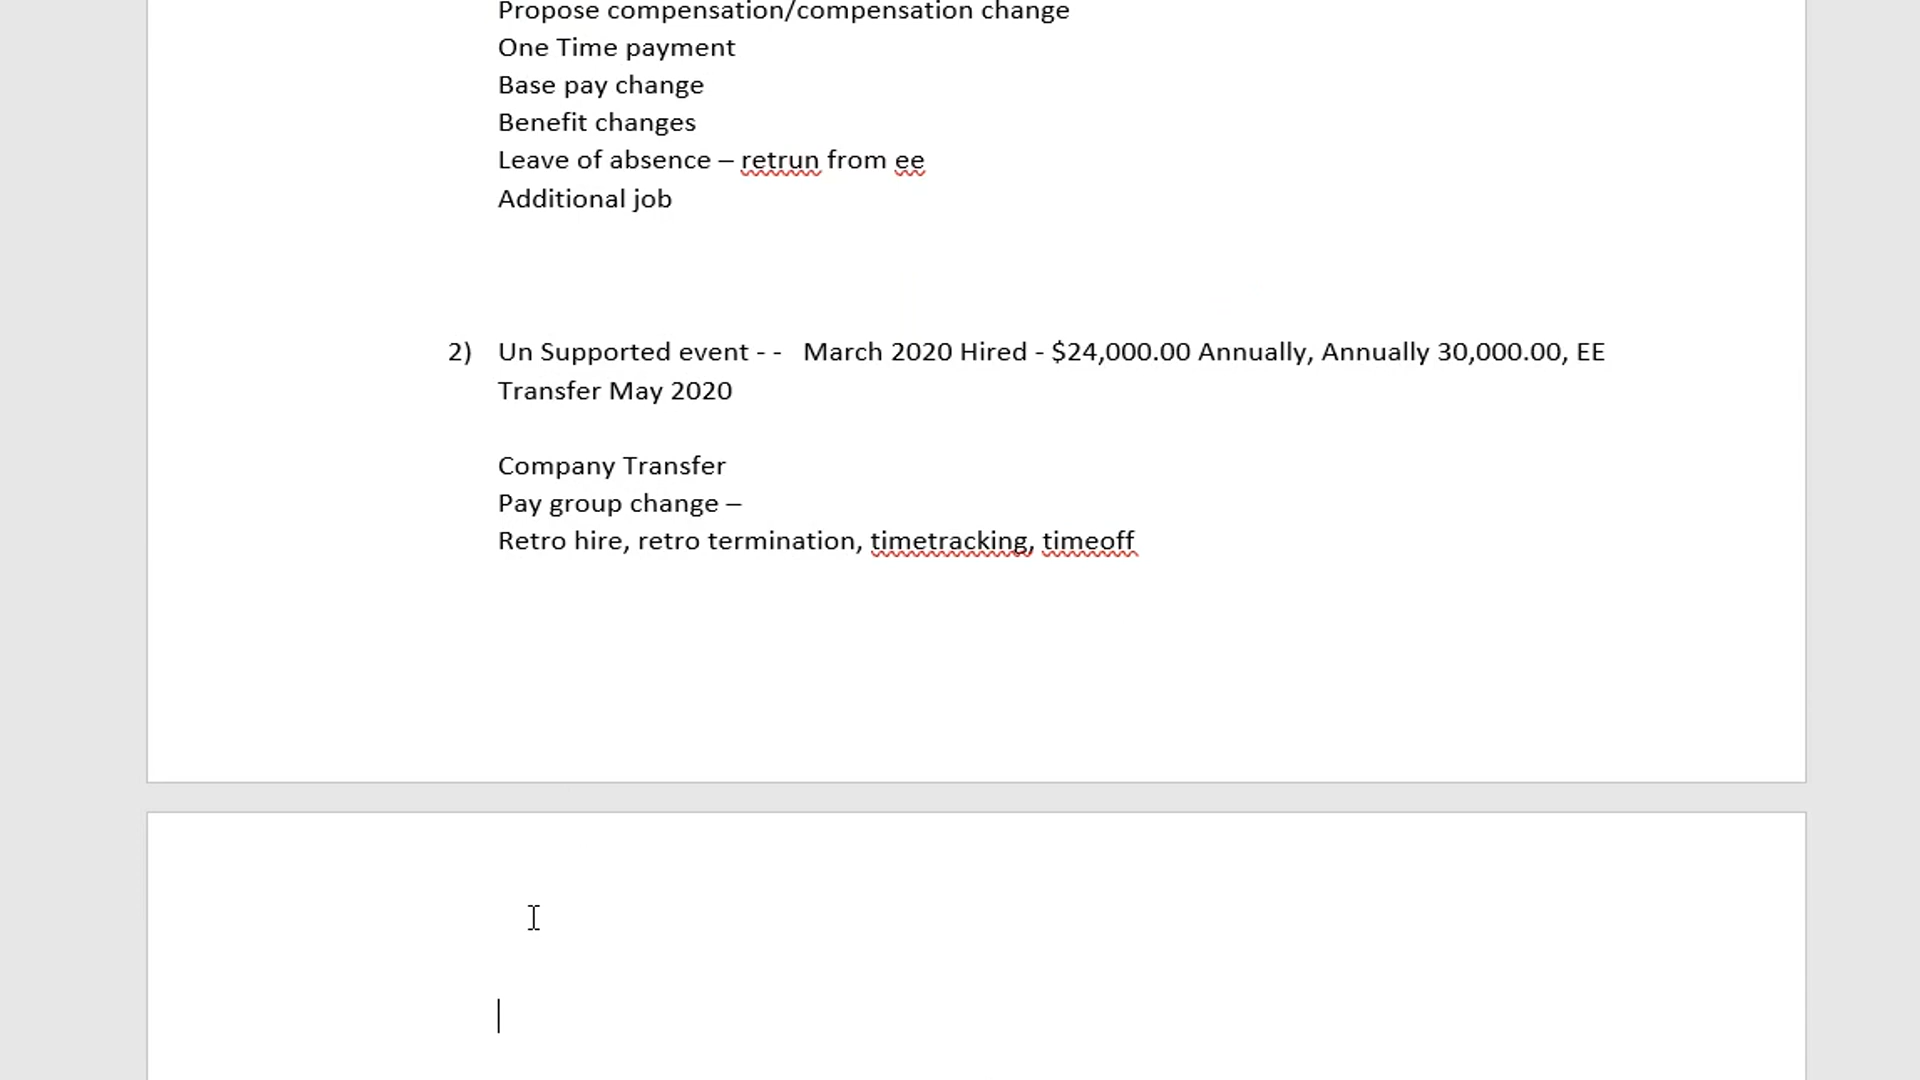 Propose compensation/compensation change
One Time payment
Base pay change
Benefit changes
Leave of absence – retrun from ee
Additional job
2) Un Supported event - -   March 2020 Hired - $24,000.00 Annually, Annually 30,000.00, EE
Transfer May 2020
Company Transfer
Pay group change –
Retro hire, retro termination, timetracking, timeoff